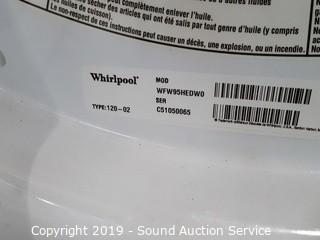 peut complètement enlever l'huile.
sécher des articles qui ont été salis par tout genre d'huile (y compris
Le non-respect de ces instructions peut causer un décès, une explosion, ou un incendie.
Whirlpool
MOD
WFW95HEDW0
SER
TYPE:120-02
C51050065
Copyright © 2019 - Sound Auction Service